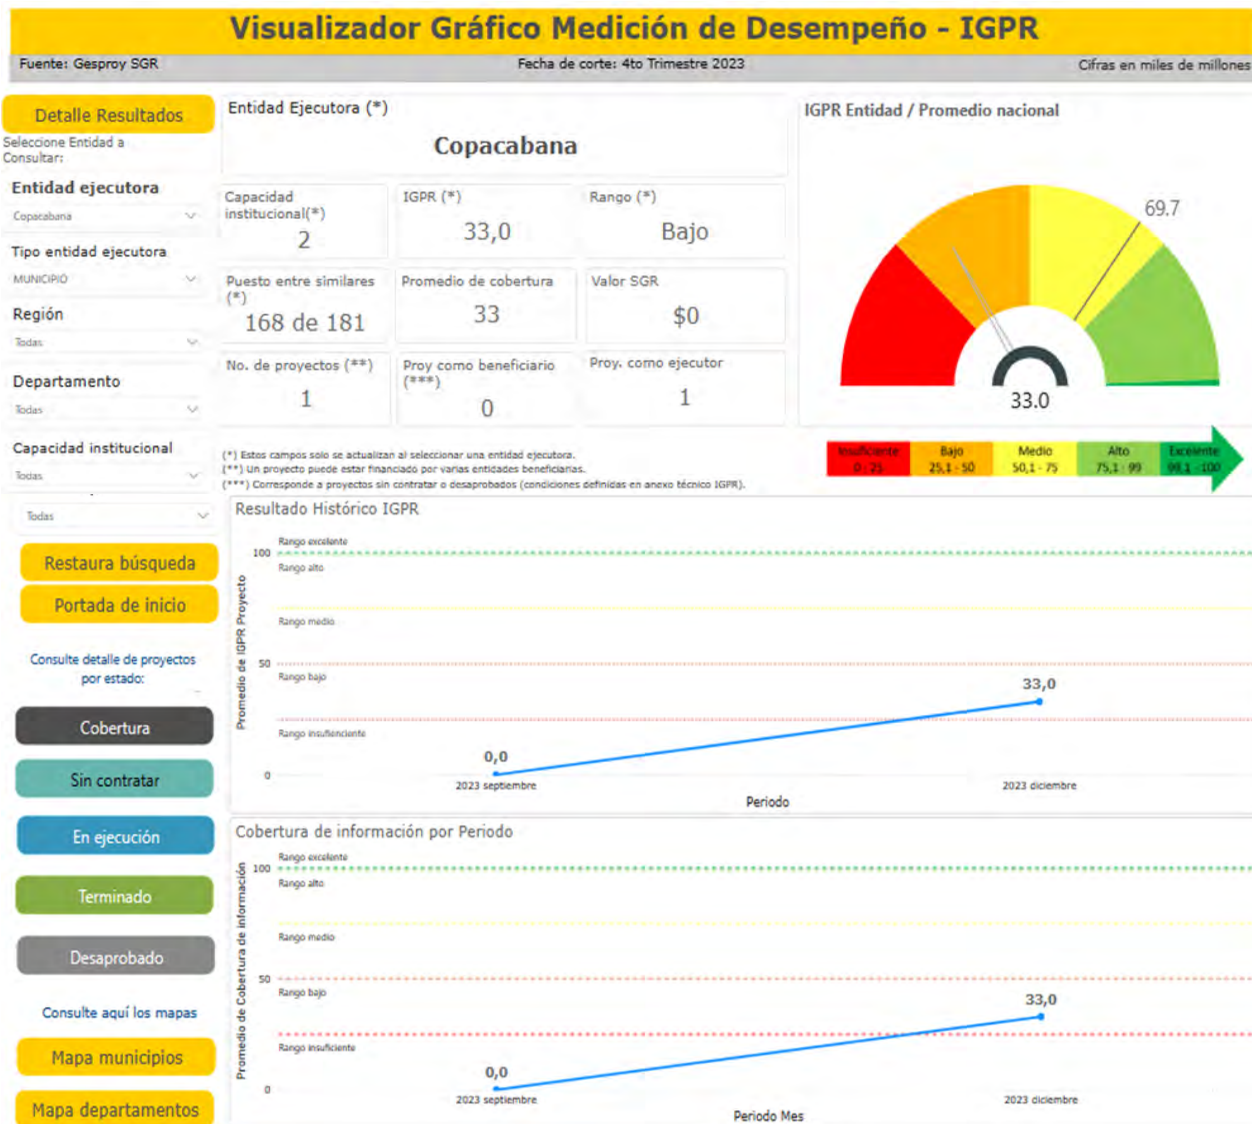 Visualizador Gráfico Medición de Desempeño - IGPR
Fuente: Gesproy SGR
Fecha de corte: 4to Trimestre 2023
Cifras en miles de millones
Detalle Resultados
Seleccione Entidad a
Consultar:
Entidad ejecutora
Copacabana
Tipo entidad ejecutora
MUNICIPIO
Región
Todas
Departamento
Todas
Capacidad institucional
Todas
Todas
Restaura búsqueda
Portada de inicio
Consulte detalle de proyectos
por estado:
Cobertura
Sin contratar
En ejecución
Terminado
Desaprobado
Consulte aquí los mapas
Mapa municipios
Mapa departamentos
Entidad Ejecutora (*)
Copacabana
Capacidad
institucional(*)
2
IGPR (*)
33,0
Rango (*)
Bajo
Puesto entre similares
(*)
168 de 181
Promedio de cobertura
33
Valor SGR
$0
No. de proyectos (**)
1
Proy como beneficiario
(***)
0
Proy. como ejecutor
1
(*) Estos campos solo se actualizan al seleccionar una entidad ejecutora.
(**) Un proyecto puede estar financiado por varias entidades beneficiarias.
(***) Corresponde a proyectos sin contratar o desaprobados (condiciones definidas en anexo técnico IGPR).
IGPR Entidad / Promedio nacional
69.7
33.0
Insuficiente
0 - 25
Bajo
25,1 - 50
Medio
50,1 - 75
Alto
75,1 - 99
Excelente
99,1 - 100
Resultado Histórico IGPR
Promedio de IGPR Proyecto
100
50
0
Rango excelente
Rango alto
Rango medio
Rango bajo
Rango insufienciente
0,0
33,0
2023 septiembre
2023 diciembre
Periodo
Cobertura de información por Periodo
Promedio de Cobertura de información
100
50
0
Rango excelente
Rango alto
Rango medio
Rango bajo
Rango insuficiente
0,0
33,0
2023 septiembre
2023 diciembre
Periodo Mes